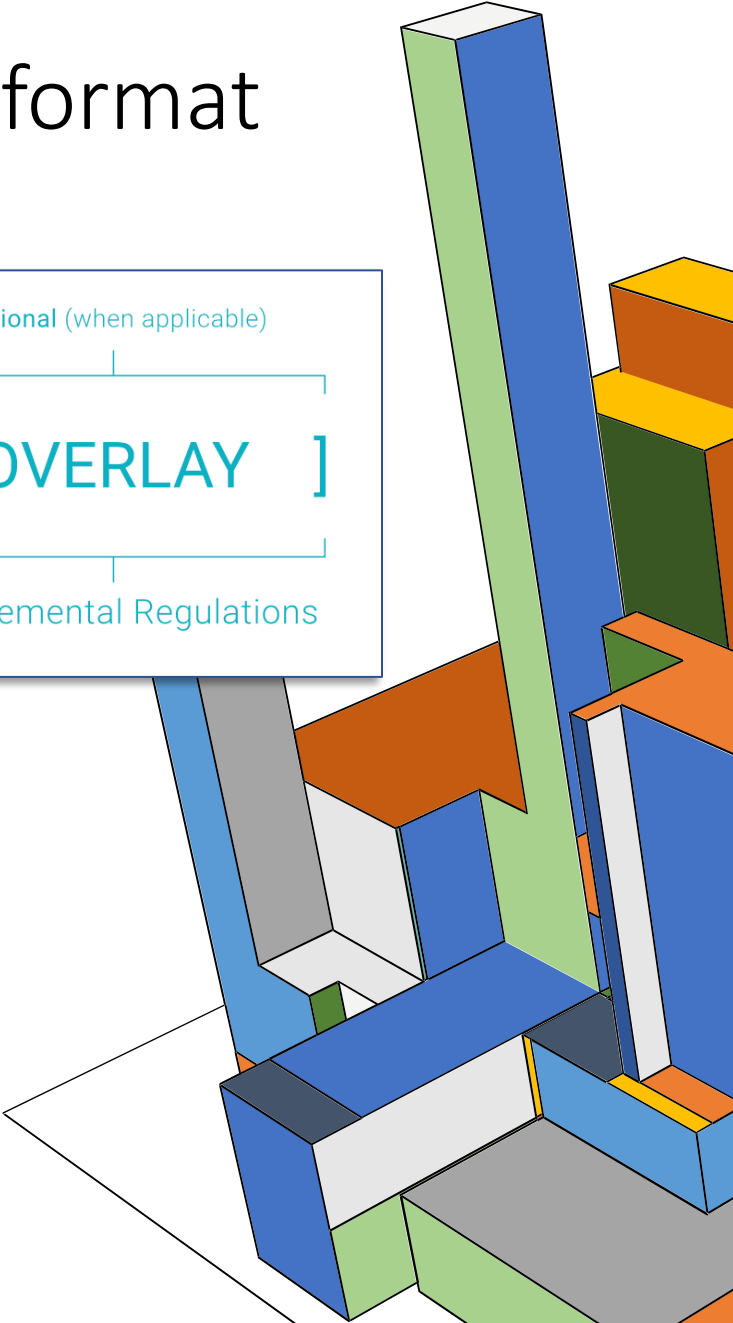 format
ional (when applicable)
OVERLAY ]
emental Regulations